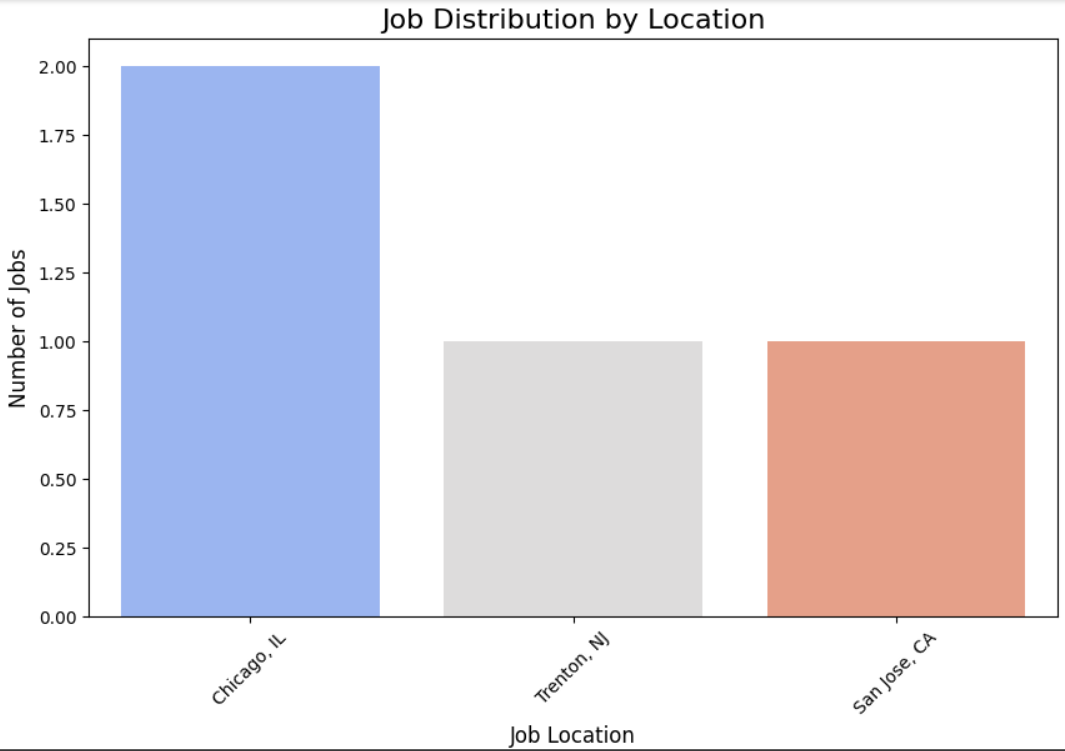 Job Distribution by Location
Number of Jobs
2.00
1.75
1.50
1.25
1.00
0.75
0.50
0.25
0.00
Chicago, IL
Trenton, NJ
San Jose, CA
Job Location